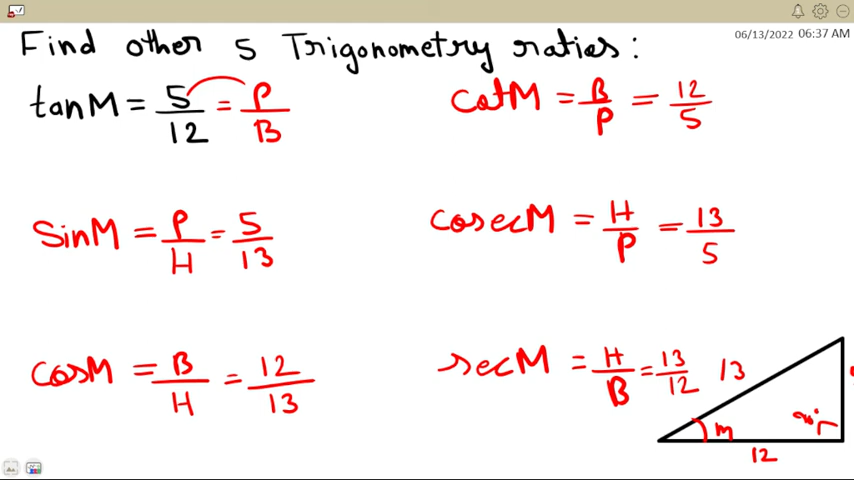 06/13/2022 06:37 AM
Find other 5 Trigonometry ratios:
tanM = 5/12 = P/B
cotM = B/P = 12/5
SinM = P/H = 5/13
cosecM = H/P = 13/5
cosM = B/H = 12/13
secM = H/B = 13/12
13
M
90°
12